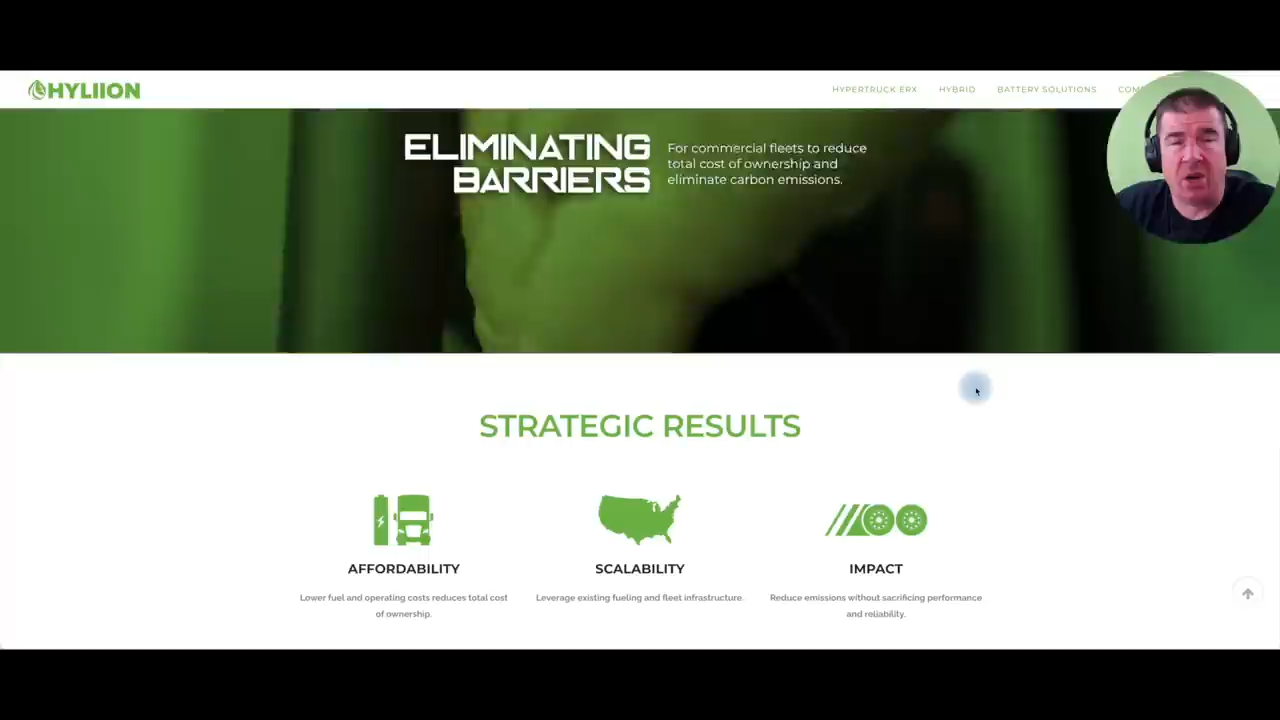 HYLIION
HYPERTRUCK ERX HYBRID BATTERY SOLUTIONS
ELIMINATING
BARRIERS
For commercial fleets to reduce
total cost of ownership and
eliminate carbon emissions.
STRATEGIC RESULTS
AFFORDABILITY
Lower fuel and operating costs reduces total cost
of ownership.
SCALABILITY
Leverage existing fueling and fleet infrastructure.
IMPACT
Reduce emissions without sacrificing performance
and reliability.